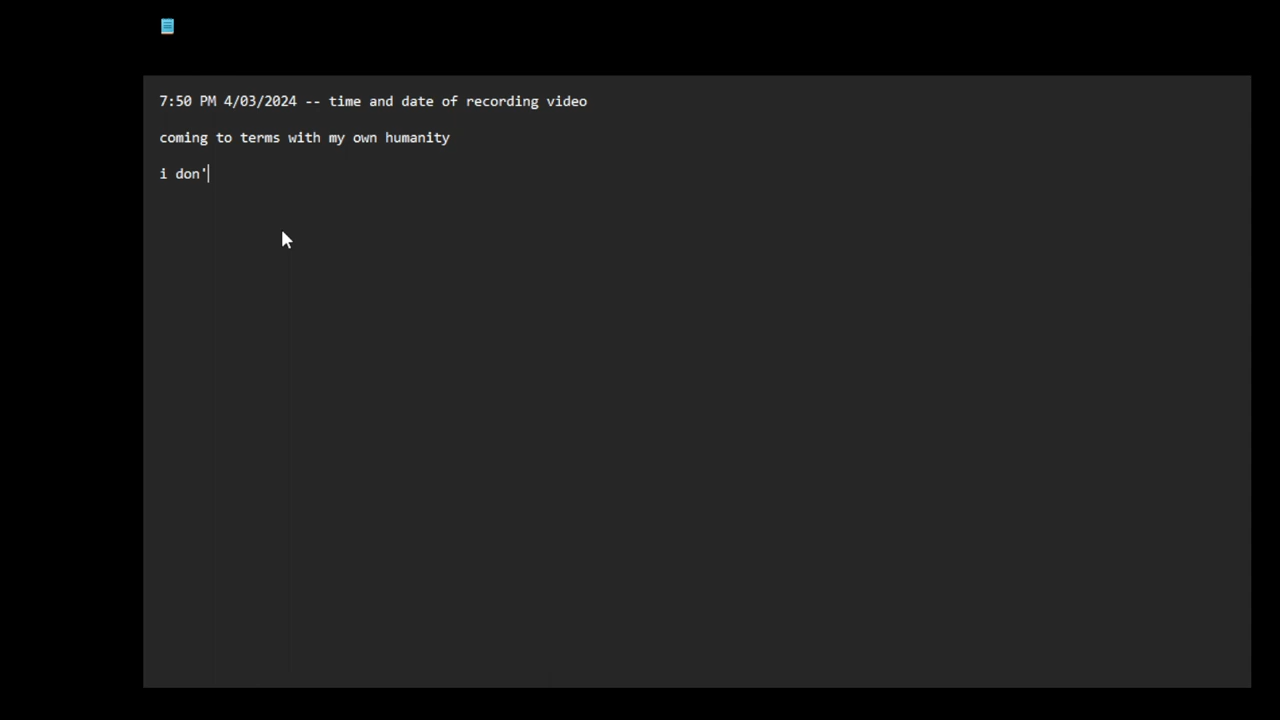 7:50 PM 4/03/2024 -- time and date of recording video
coming to terms with my own humanity
i don'